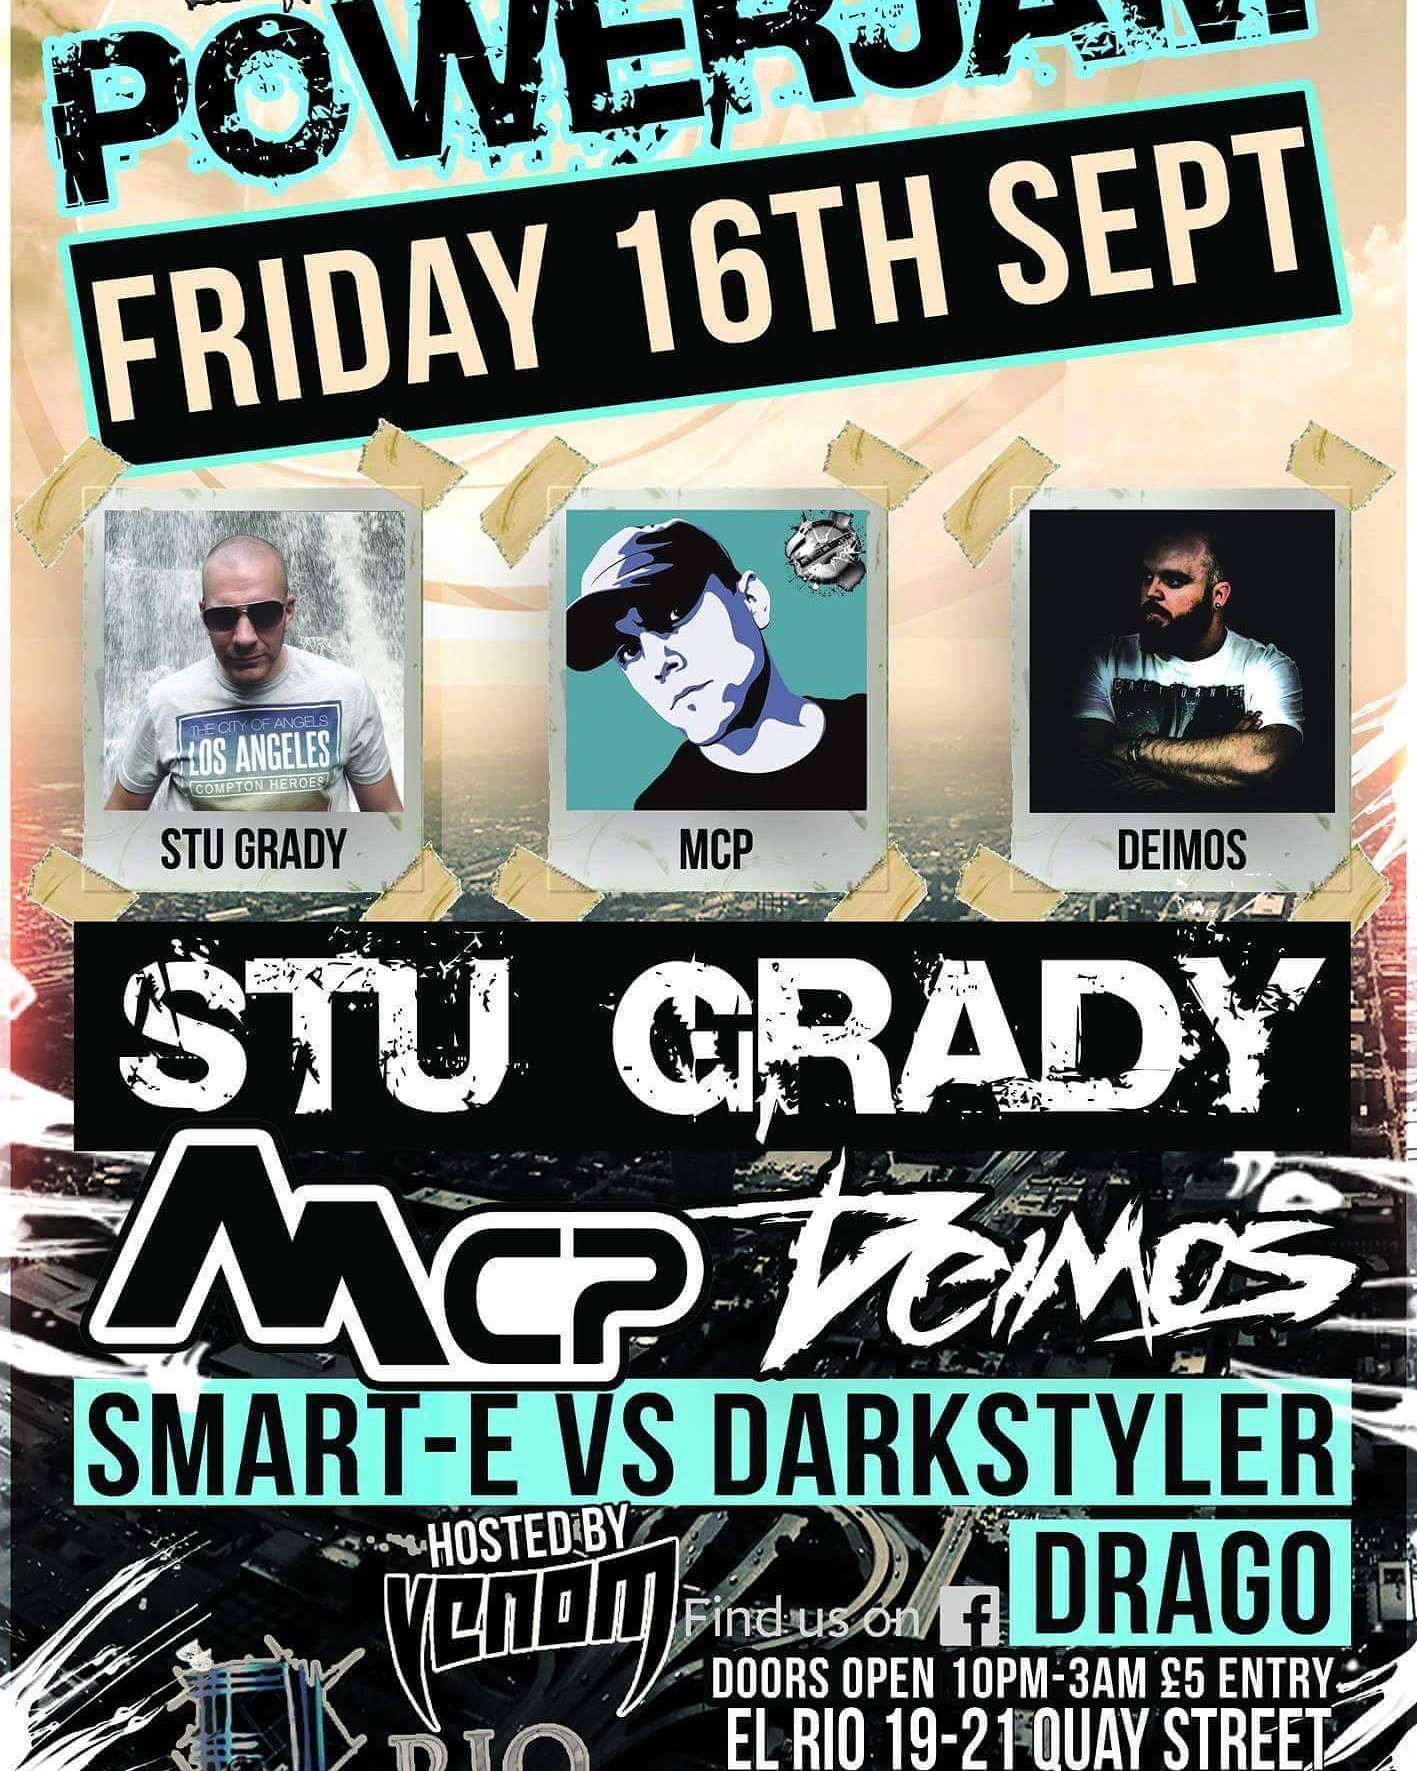 POWERJAM
FRIDAY 16TH SEPT
THE CITY OF ANGELS
LOS ANGELES
COMPTON HEROES
CALIFORNIA
STU GRADY
MCP
DEIMOS
STU GRADY
MCP DEIMOS
SMART-E VS DARKSTYLER
HOSTED BY
VENOM
DRAGO
Find us on f
DOORS OPEN 10PM-3AM £5 ENTRY
EL RIO 19-21 QUAY STREET
RIO